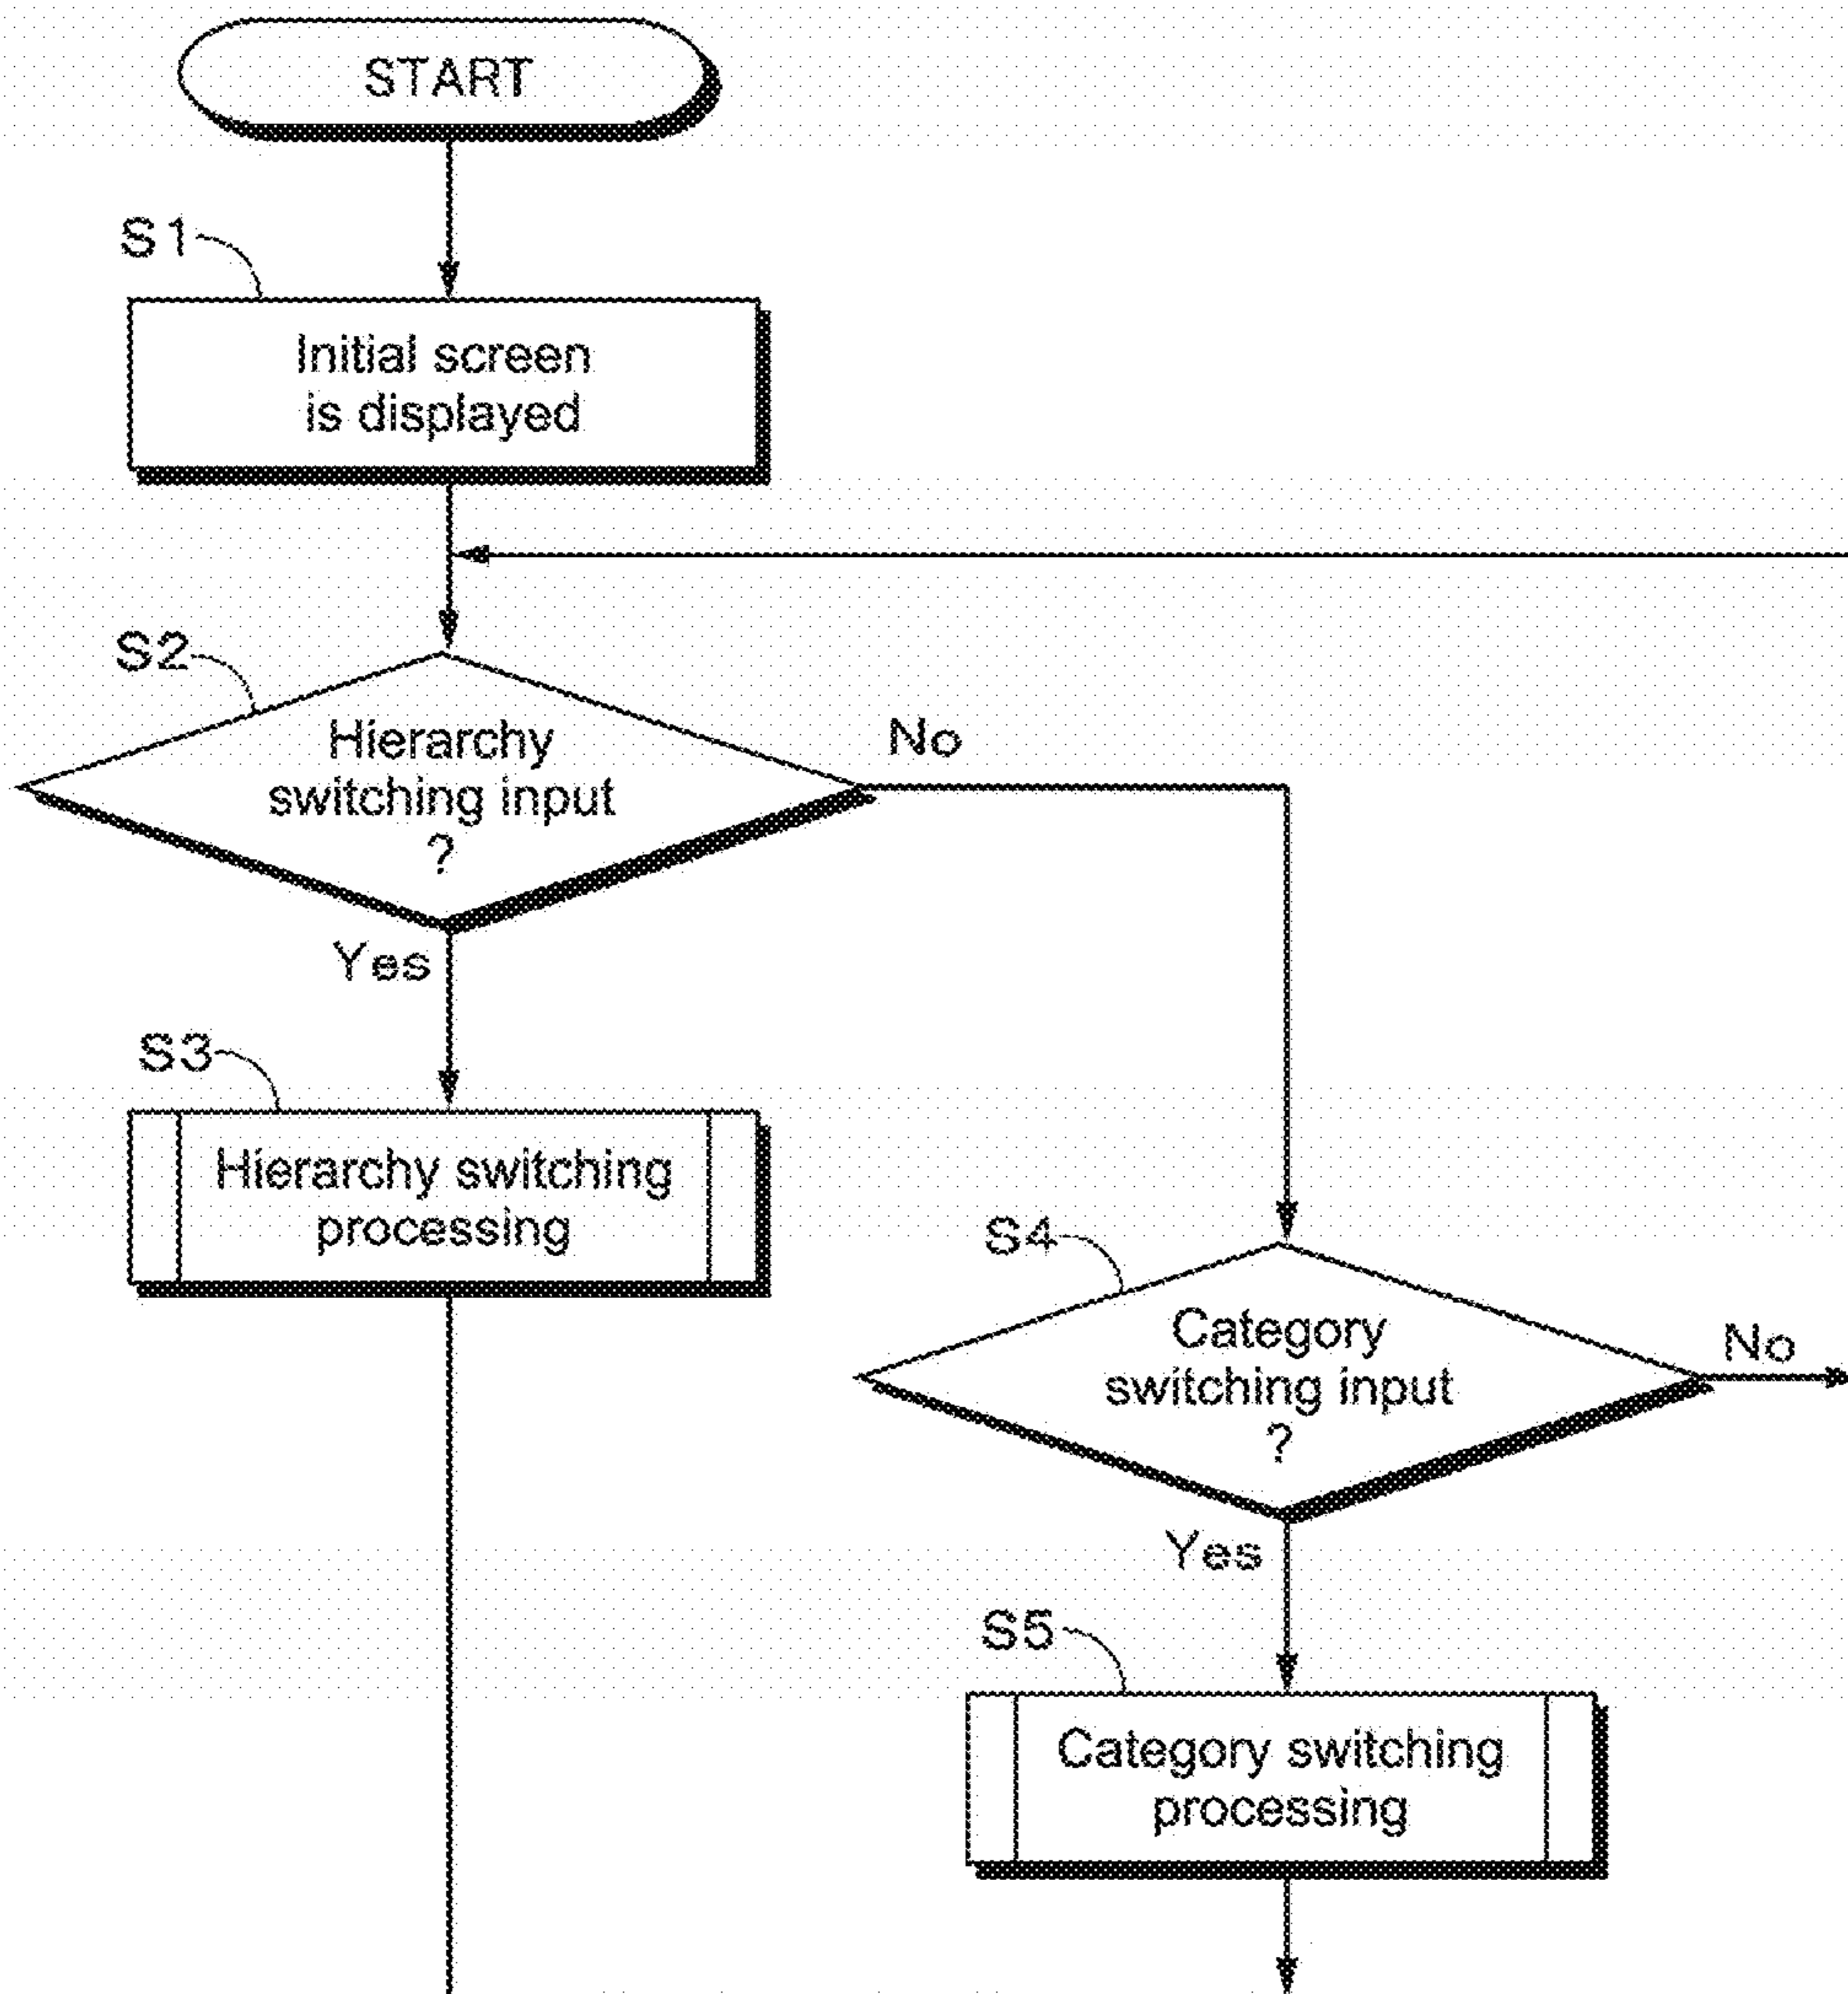 START
S1
Initial screen
is displayed
S2
Hierarchy
switching input
?
No
Yes
S3
Hierarchy switching
processing
S4
Category
switching input
?
No
Yes
S5
Category switching
processing